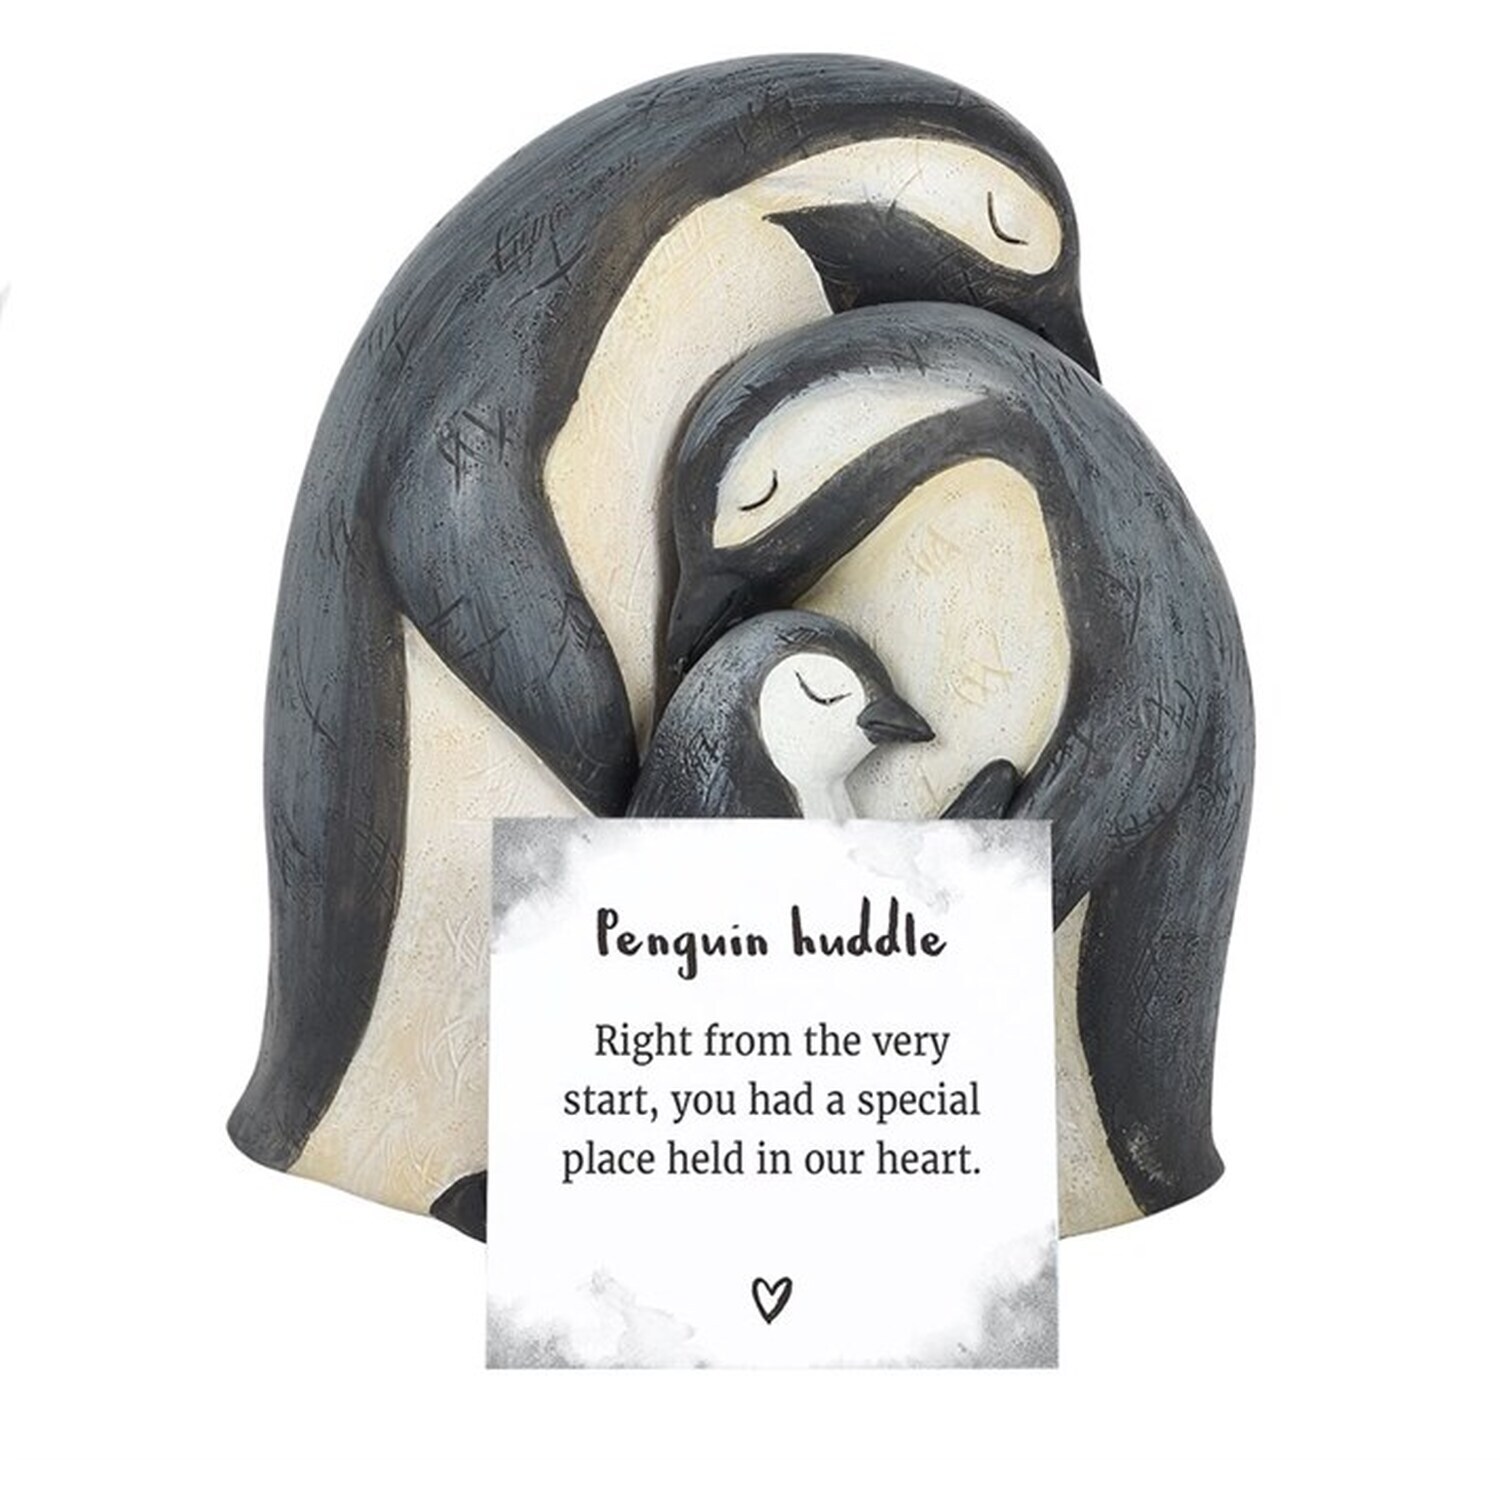 Penguin huddle
Right from the very
start, you had a special
place held in our heart.